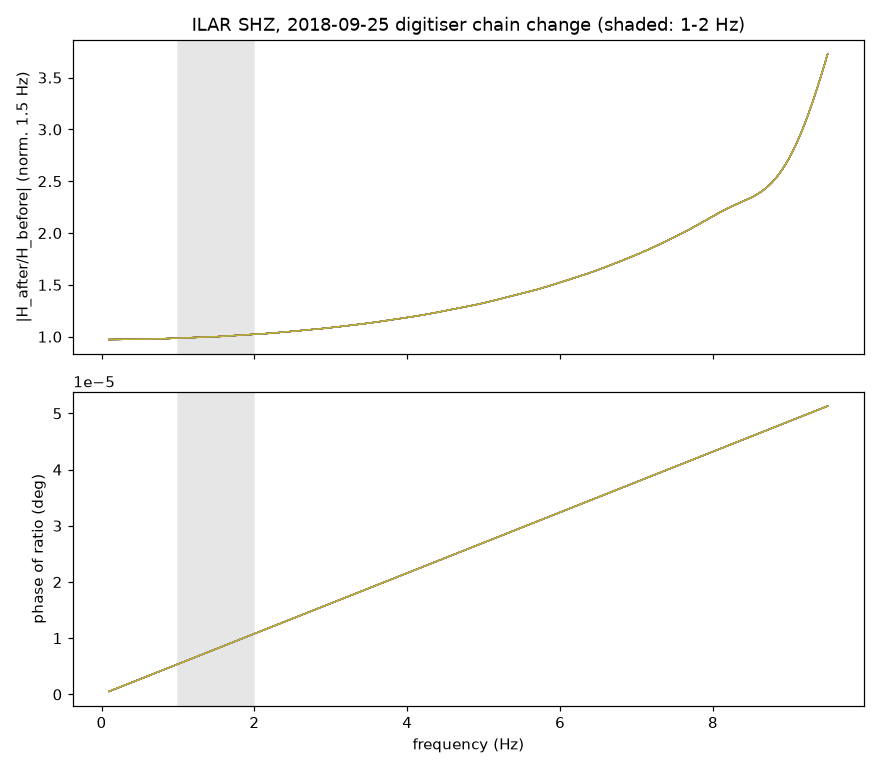 ILAR SHZ, 2018-09-25 digitiser chain change (shaded: 1-2 Hz)
|H_after/H_before| (norm. 1.5 Hz)
3.5
3.0
2.5
2.0
1.5
1.0
1e−5
phase of ratio (deg)
5
4
3
2
1
0
0 2 4 6 8
frequency (Hz)